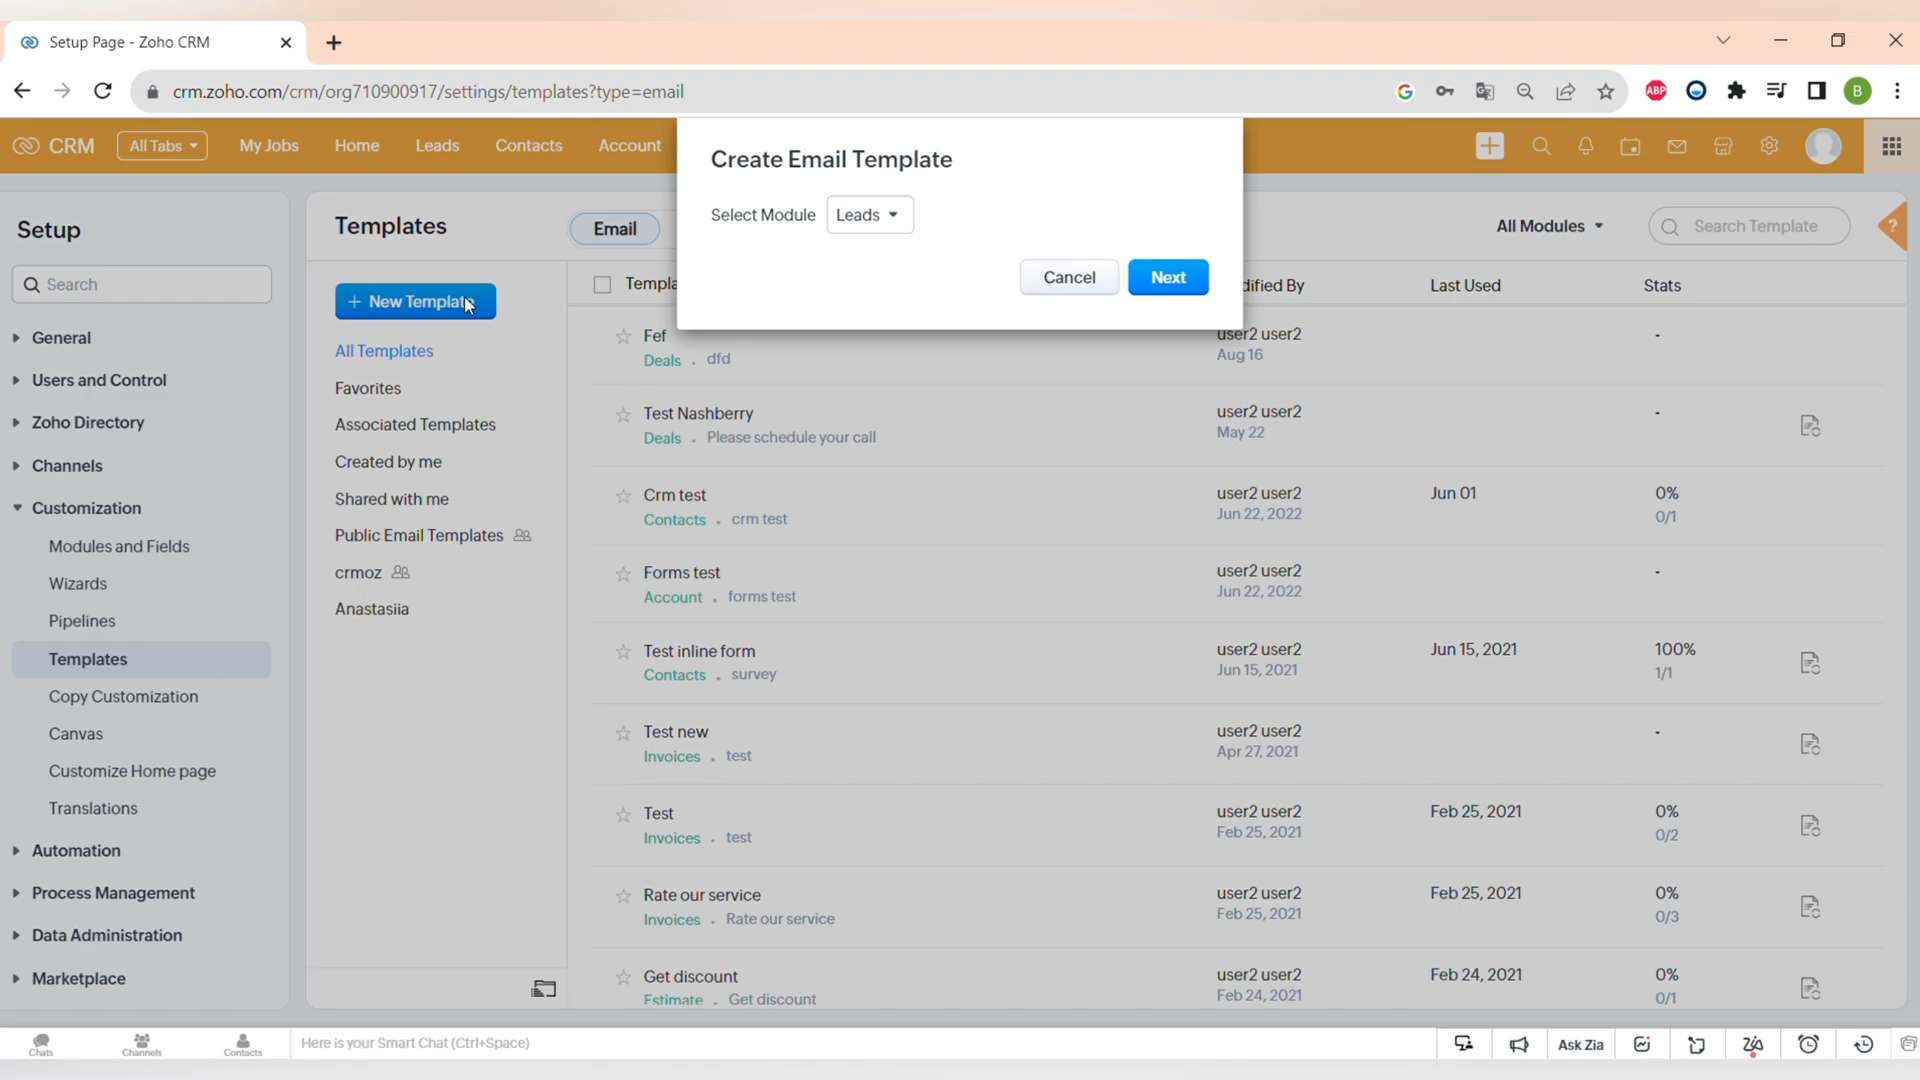 Setup Page - Zoho CRM
crm.zoho.com/crm/org710900917/settings/templates?type=email
ABP
B
CRM
All Tabs
My Jobs
Home
Leads
Contacts
Account
Create Email Template
Select Module
Leads
Cancel
Next
Setup
Search
General
Users and Control
Zoho Directory
Channels
Customization
Modules and Fields
Wizards
Pipelines
Templates
Copy Customization
Canvas
Customize Home page
Translations
Automation
Process Management
Data Administration
Marketplace
Templates
Email
All Modules
Search Template
?
+ New Template
All Templates
Favorites
Associated Templates
Created by me
Shared with me
Public Email Templates
crmoz
Anastasiia
Templa
dified By
Last Used
Stats
Fef
Deals . dfd
user2 user2
Aug 16
-
Test Nashberry
Deals . Please schedule your call
user2 user2
May 22
-
Crm test
Contacts . crm test
user2 user2
Jun 22, 2022
Jun 01
0%
0/1
Forms test
Account . forms test
user2 user2
Jun 22, 2022
-
Test inline form
Contacts . survey
user2 user2
Jun 15, 2021
Jun 15, 2021
100%
1/1
Test new
Invoices . test
user2 user2
Apr 27, 2021
-
Test
Invoices . test
user2 user2
Feb 25, 2021
Feb 25, 2021
0%
0/2
Rate our service
Invoices . Rate our service
user2 user2
Feb 25, 2021
Feb 25, 2021
0%
0/3
Get discount
Estimate . Get discount
user2 user2
Feb 24, 2021
Feb 24, 2021
0%
0/1
Chats
Channels
Contacts
Here is your Smart Chat (Ctrl+Space)
Ask Zia